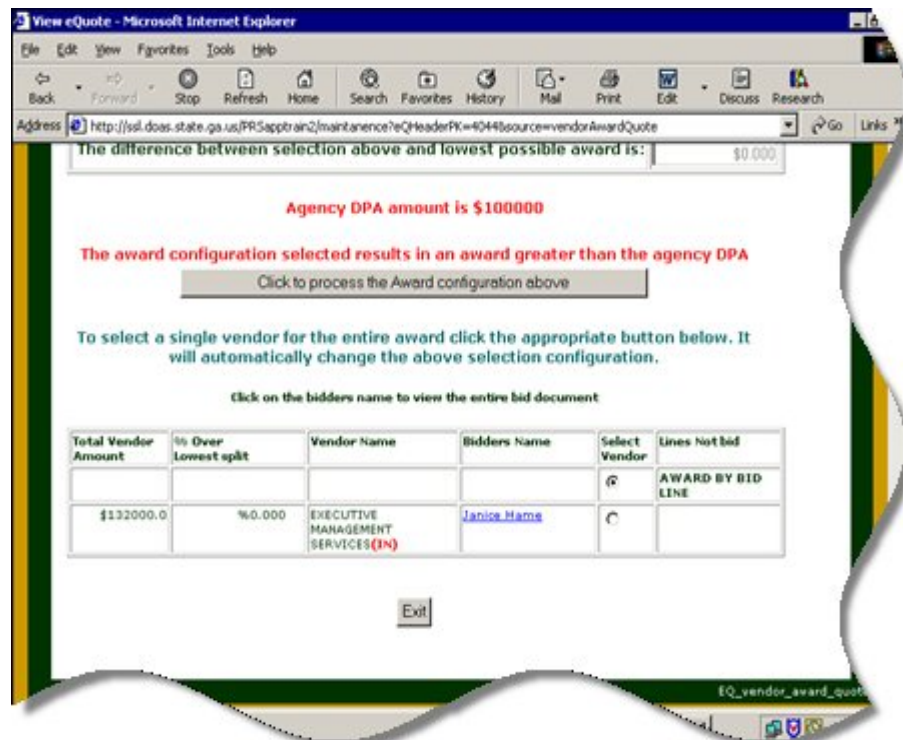 View eQuote - Microsoft Internet Explorer
File Edit View Favorites Tools Help
Back Forward Stop Refresh Home Search Favorites History Mail Print Edit Discuss Research
Address http://ssl.doas.state.ga.us/PRSapptrain2/maintanence?eQHeaderPK=4044&source=vendorAwardQuote Go Links
The difference between selection above and lowest possible award is: $0.000
Agency DPA amount is $100000
The award configuration selected results in an award greater than the agency DPA
Click to process the Award configuration above
To select a single vendor for the entire award click the appropriate button below. It
will automatically change the above selection configuration.
Click on the bidders name to view the entire bid document
Total Vendor Amount % Over Lowest split Vendor Name Bidders Name Select Vendor Lines Not bid
AWARD BY BID LINE
$132000.0 %0.000 EXECUTIVE MANAGEMENT SERVICES(IN) Janice Hame
Exit
EQ_vendor_award_quot